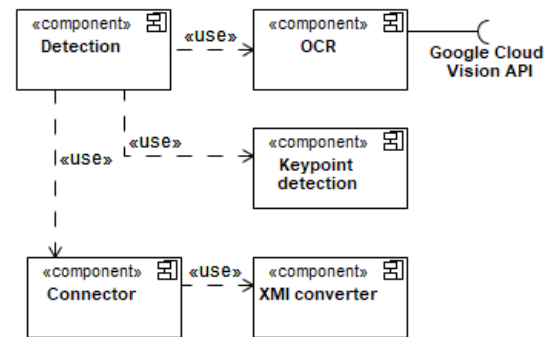 «component»
Detection
«use»
«component»
OCR
Google Cloud
Vision API
«use»
«use»
«component»
Keypoint
detection
«component»
Connector
«use»
«component»
XMI converter